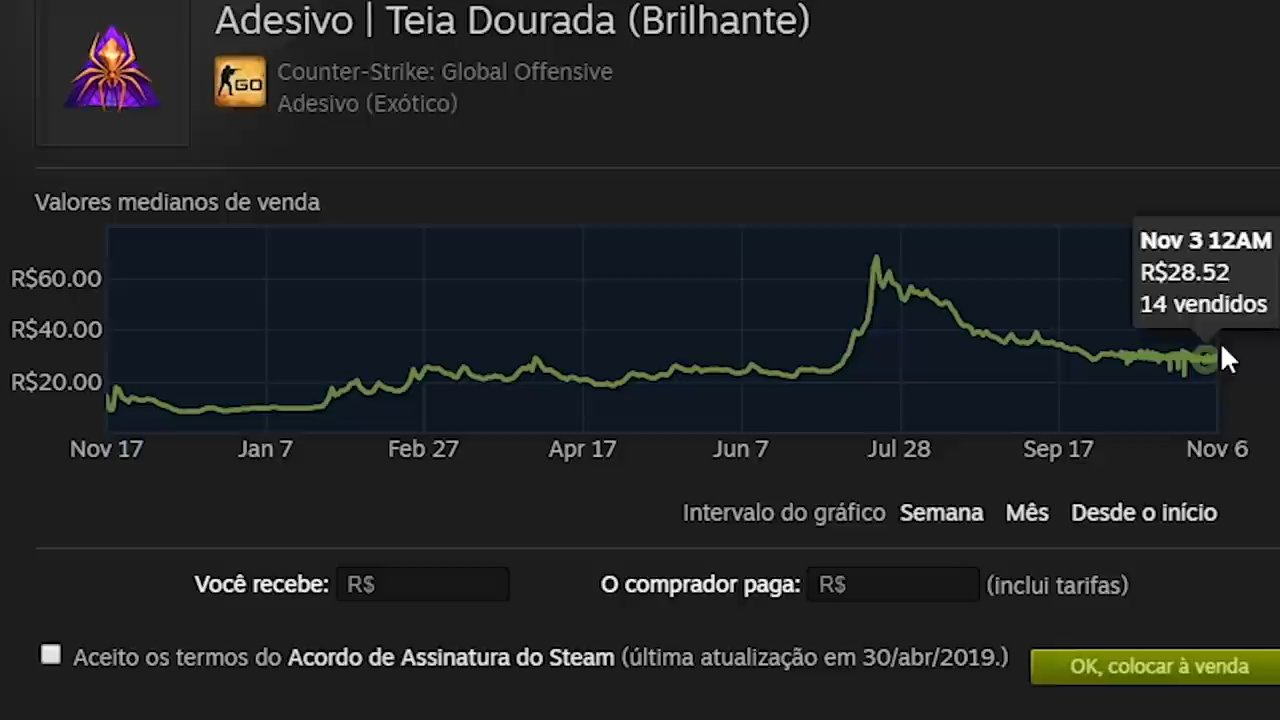 Adesivo | Teia Dourada (Brilhante)
GO
Counter-Strike: Global Offensive
Adesivo (Exótico)
Valores medianos de venda
Nov 3 12AM
R$28.52
14 vendidos
R$60.00
R$40.00
R$20.00
Nov 17 Jan 7 Feb 27 Apr 17 Jun 7 Jul 28 Sep 17 Nov 6
Intervalo do gráfico Semana Mês Desde o início
Você recebe: R$ O comprador paga: R$ (inclui tarifas)
Aceito os termos do Acordo de Assinatura do Steam (última atualização em 30/abr/2019.) OK, colocar à venda